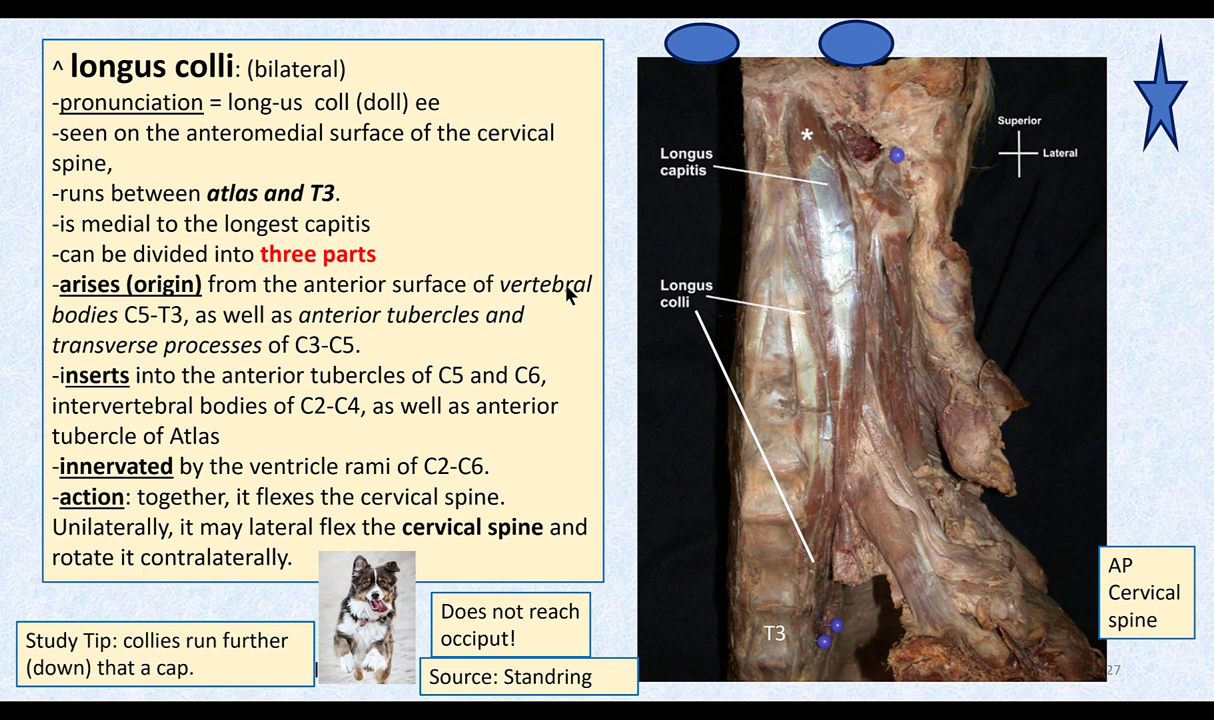 ^ longus colli: (bilateral)
-pronunciation = long-us  coll (doll) ee
-seen on the anteromedial surface of the cervical
spine,
-runs between atlas and T3.
-is medial to the longest capitis
-can be divided into three parts
-arises (origin) from the anterior surface of vertebral
bodies C5-T3, as well as anterior tubercles and
transverse processes of C3-C5.
-inserts into the anterior tubercles of C5 and C6,
intervertebral bodies of C2-C4, as well as anterior
tubercle of Atlas
-innervated by the ventricle rami of C2-C6.
-action: together, it flexes the cervical spine.
Unilaterally, it may lateral flex the cervical spine and
rotate it contralaterally.
Study Tip: collies run further
(down) that a cap.
Does not reach
occiput!
Source: Standring
Longus
capitis
*
Superior
Lateral
Longus
colli
T3
AP
Cervical
spine
27